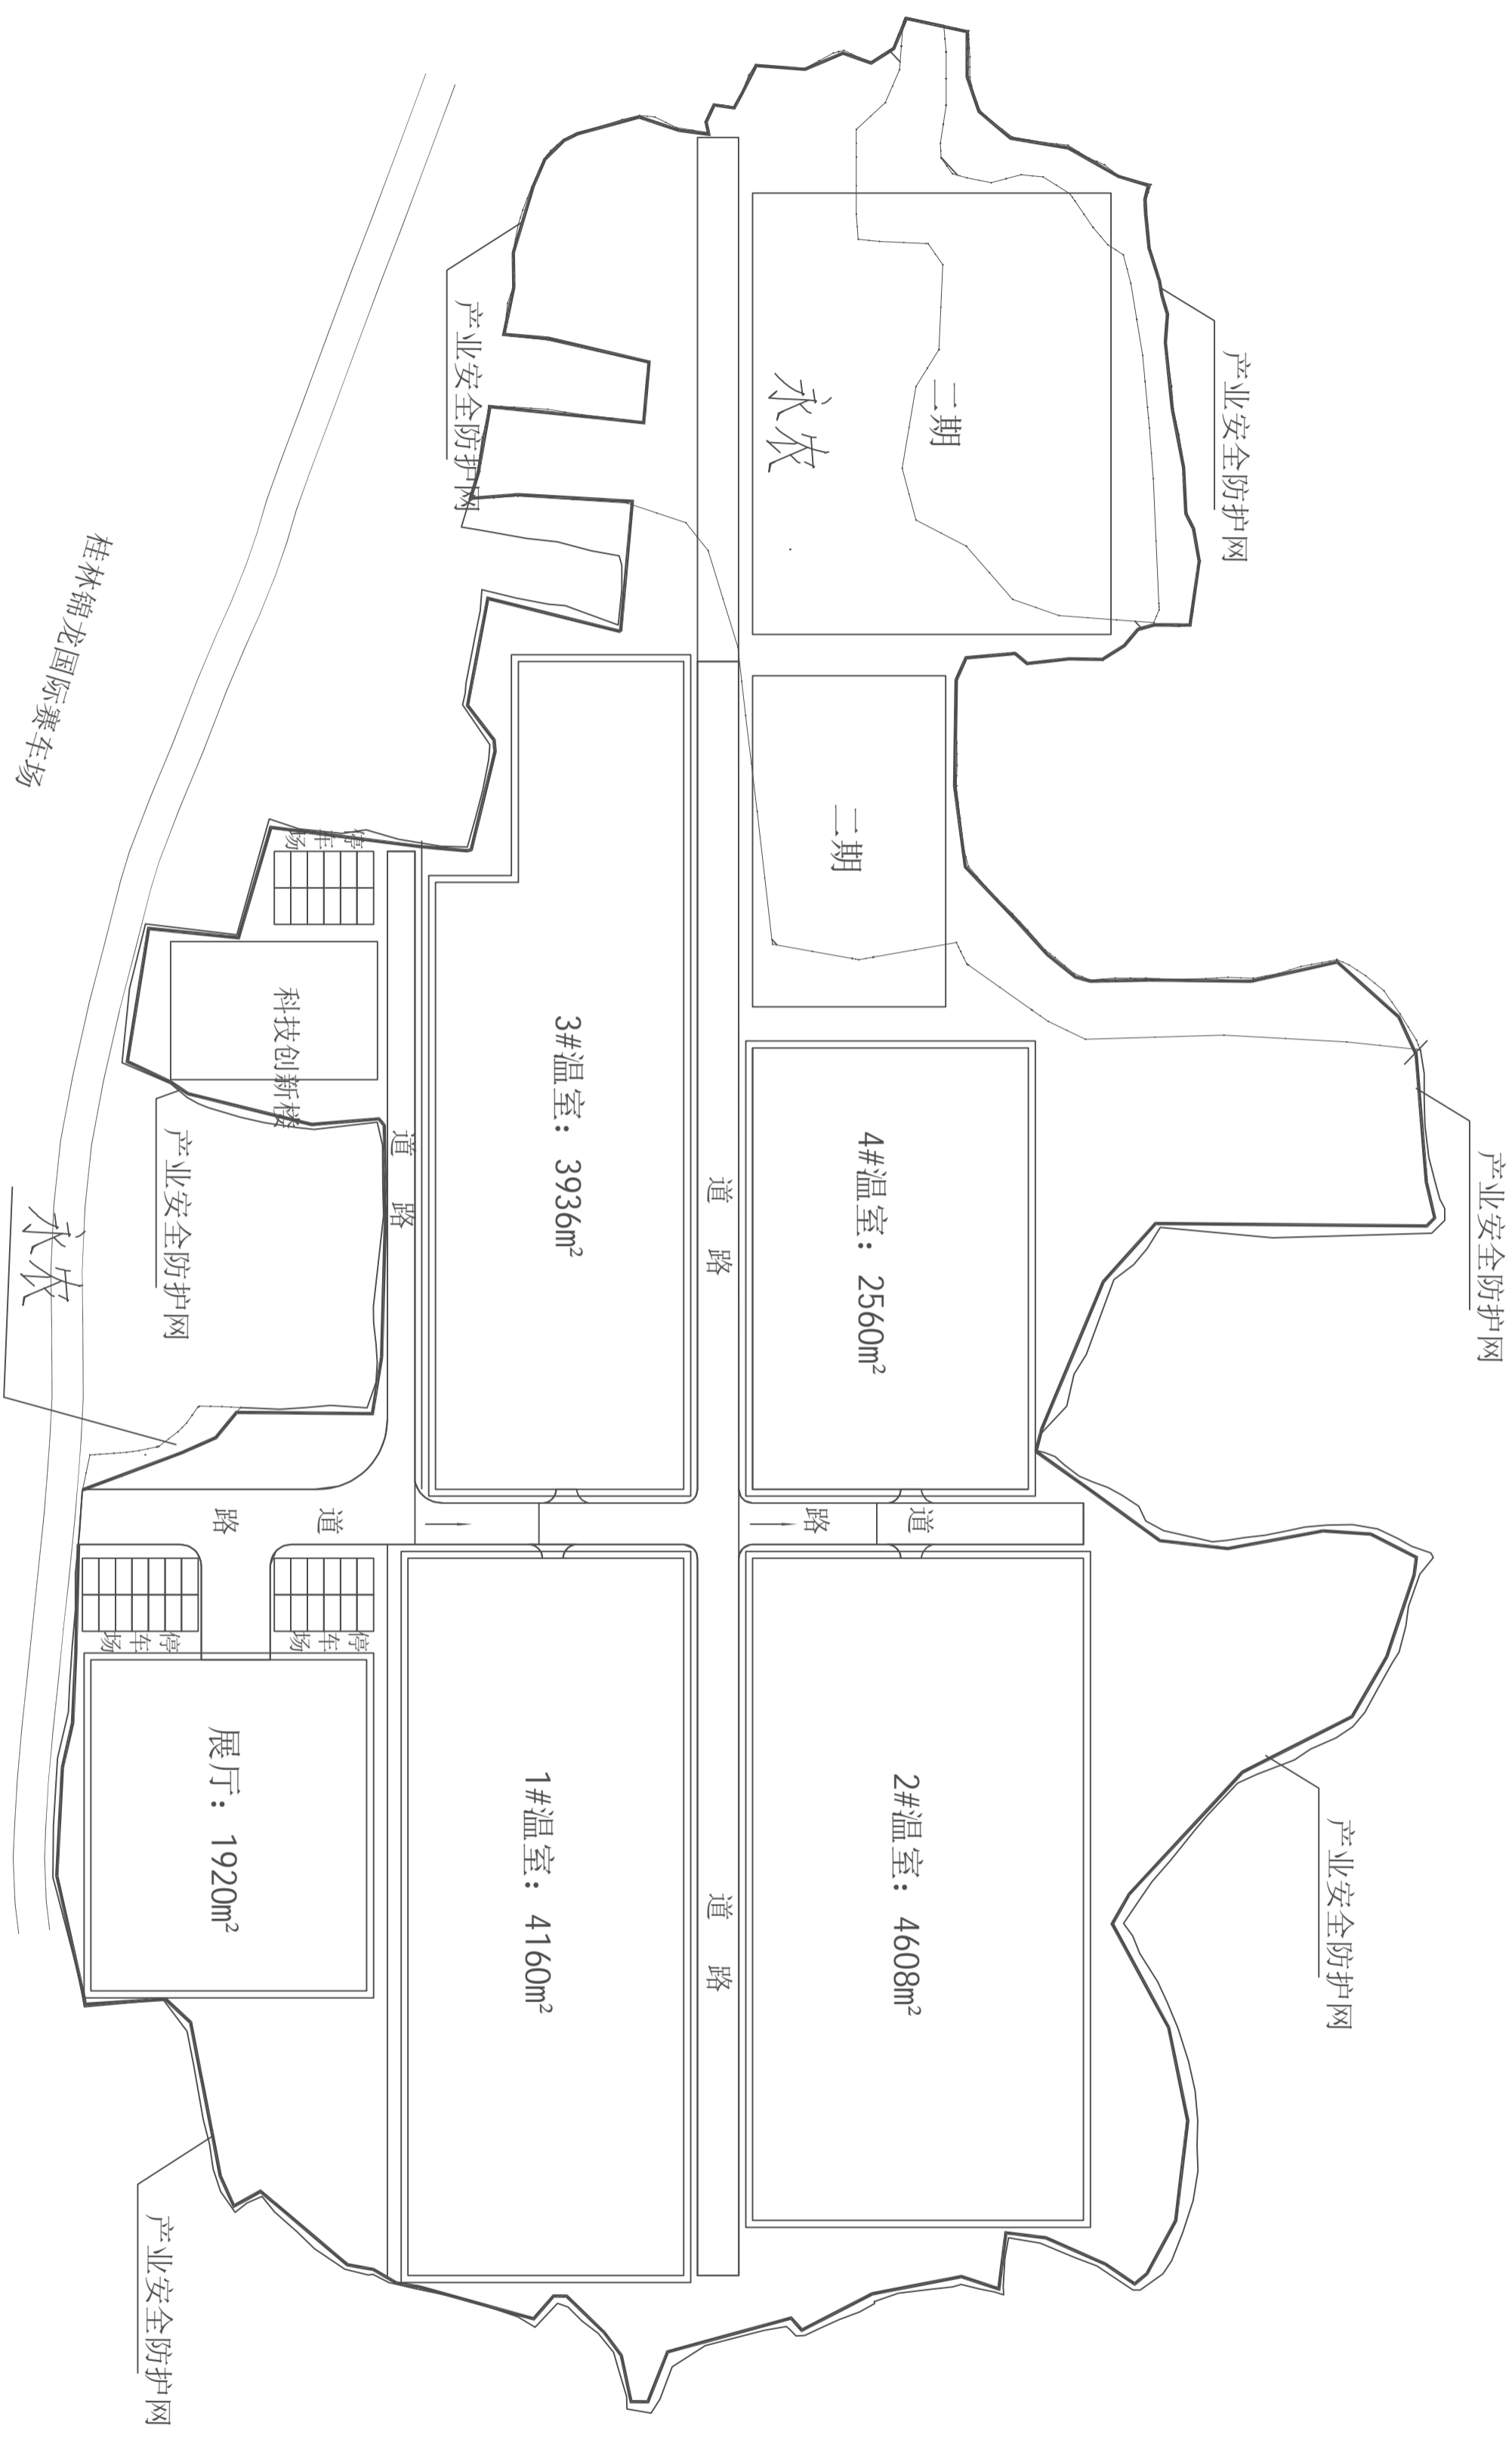 产业安全防护网
产业安全防护网
产业安全防护网
二期
4#温室：2560m²
道路
2#温室：4608m²
二期
永农
道 路
道 路
3#温室：3936m²
1#温室：4160m²
产业安全防护网
道 路
停车场
停车场
道路
科技创新楼
展厅：1920m²
产业安全防护网
停车场
产业安全防护网
桂林锦龙国际赛车场
永农